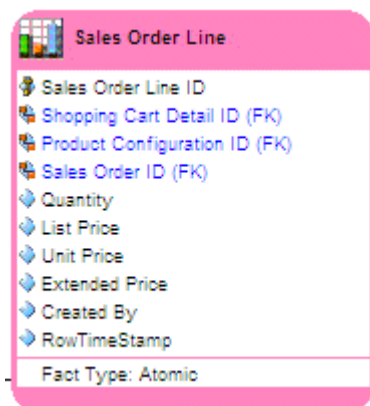 Sales Order Line
Sales Order Line ID
Shopping Cart Detail ID (FK)
Product Configuration ID (FK)
Sales Order ID (FK)
Quantity
List Price
Unit Price
Extended Price
Created By
RowTimeStamp
Fact Type: Atomic